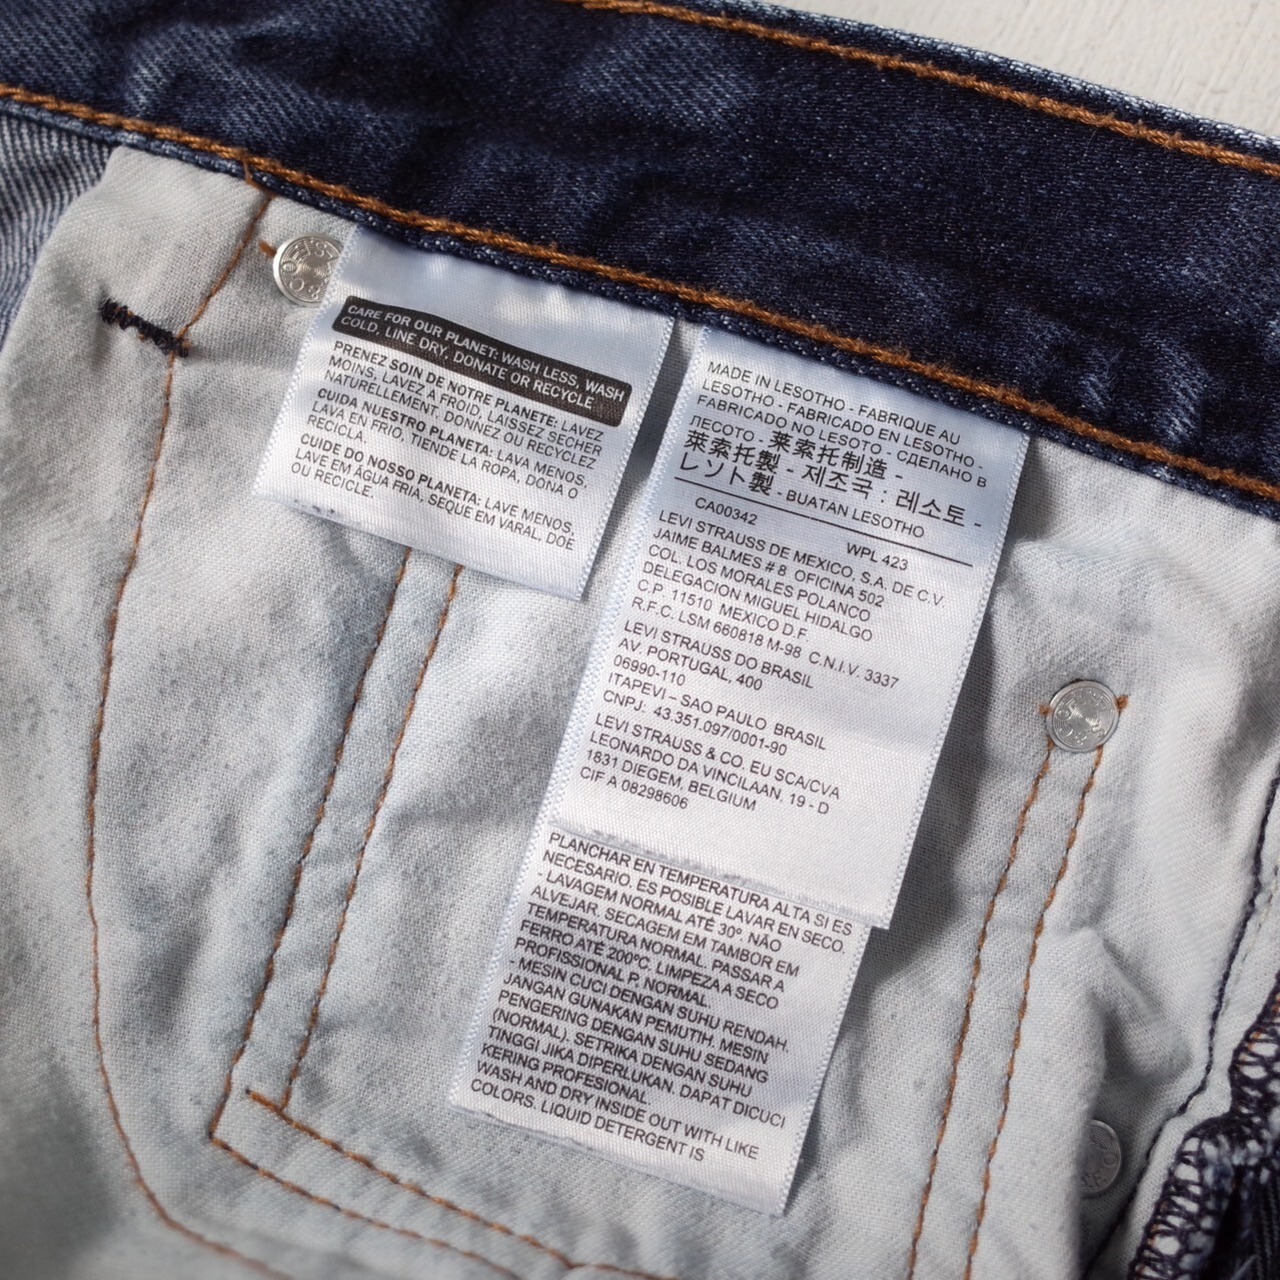 CARE FOR OUR PLANET: WASH LESS, WASH
COLD, LINE DRY, DONATE OR RECYCLE
PRENEZ SOIN DE NOTRE PLANETE: LAVEZ
MOINS, LAVEZ A FROID, LAISSEZ SECHER
NATURELLEMENT, DONNEZ OU RECYCLEZ
CUIDA NUESTRO PLANETA: LAVA MENOS,
LAVA EN FRIO, TIENDE LA ROPA, DONA O
RECICLA.
CUIDE DO NOSSO PLANETA: LAVE MENOS,
LAVE EM ÁGUA FRIA, SEQUE EM VARAL, DOE
OU RECICLE.
MADE IN LESOTHO - FABRIQUE AU
LESOTHO - FABRICADO EN LESOTHO -
FABRICADO NO LESOTO - СДЕЛАНО В
ЛЕСОТО - 莱索托制造 -
萊索托製 - 제조국 : 레소토 -
レソト製 - BUATAN LESOTHO
CA00342 WPL 423
LEVI STRAUSS DE MEXICO, S.A. DE C.V.
JAIME BALMES # 8 OFICINA 502
COL. LOS MORALES POLANCO
DELEGACION MIGUEL HIDALGO
C.P. 11510 MEXICO D.F.
R.F.C. LSM 660818 M-98 C.N.I.V. 3337
LEVI STRAUSS DO BRASIL
AV. PORTUGAL, 400
06990-110
ITAPEVI – SAO PAULO BRASIL
CNPJ: 43.351.097/0001-90
LEVI STRAUSS & CO. EU SCA/CVA
LEONARDO DA VINCILAAN, 19 - D
1831 DIEGEM, BELGIUM
CIF A 08298606
PLANCHAR EN TEMPERATURA ALTA SI ES
NECESARIO. ES POSIBLE LAVAR EN SECO.
- LAVAGEM NORMAL ATÉ 30º. NÃO
ALVEJAR. SECAGEM EM TAMBOR EM
TEMPERATURA NORMAL. PASSAR A
FERRO ATÉ 200ºC. LIMPEZA A SECO
PROFISSIONAL P, NORMAL.
- MESIN CUCI DENGAN SUHU RENDAH.
JANGAN GUNAKAN PEMUTIH. MESIN
PENGERING DENGAN SUHU SEDANG
(NORMAL). SETRIKA DENGAN SUHU
TINGGI JIKA DIPERLUKAN. DAPAT DICUCI
KERING PROFESIONAL.
WASH AND DRY INSIDE OUT WITH LIKE
COLORS. LIQUID DETERGENT IS